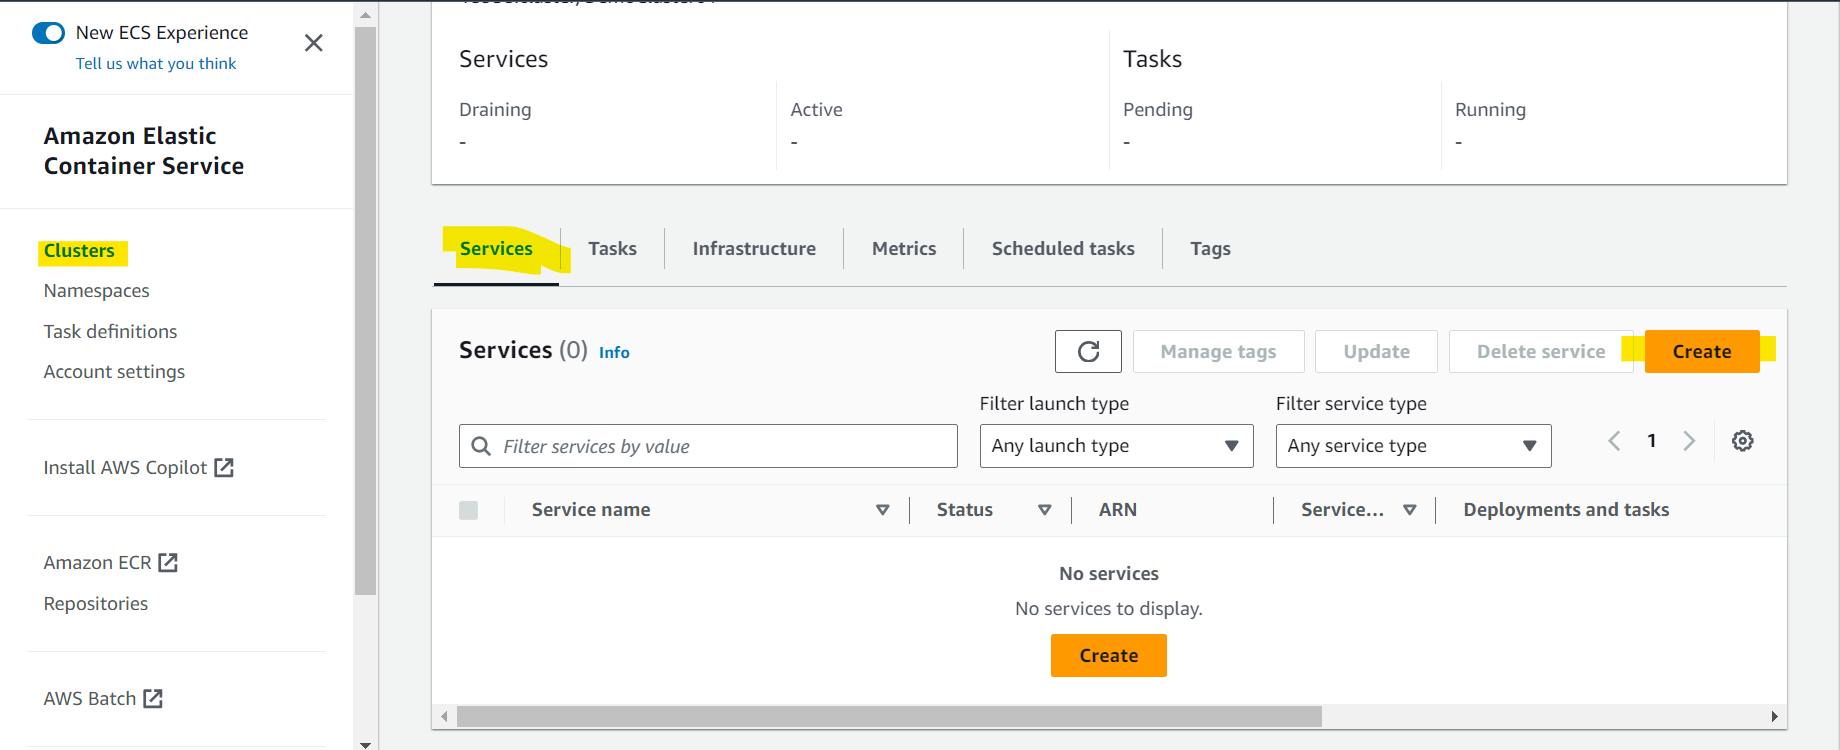 New ECS Experience
Tell us what you think
Amazon Elastic
Container Service
Clusters
Namespaces
Task definitions
Account settings
Install AWS Copilot
Amazon ECR
Repositories
AWS Batch
Services
Tasks
Draining
Active
Pending
Running
-
-
-
-
Services
Tasks
Infrastructure
Metrics
Scheduled tasks
Tags
Services (0) Info
Manage tags
Update
Delete service
Create
Filter launch type
Filter service type
Filter services by value
Any launch type
Any service type
1
Service name
Status
ARN
Service...
Deployments and tasks
No services
No services to display.
Create